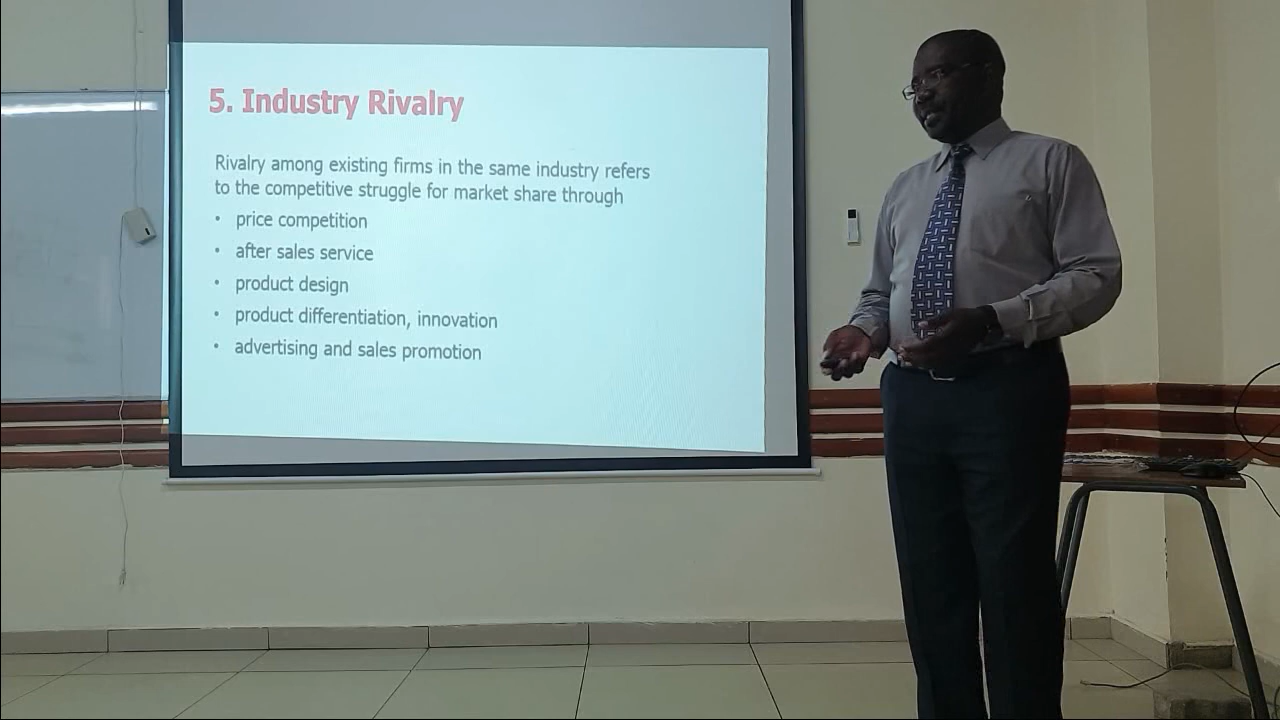 5. Industry Rivalry
Rivalry among existing firms in the same industry refers
to the competitive struggle for market share through
• price competition
• after sales service
• product design
• product differentiation, innovation
• advertising and sales promotion